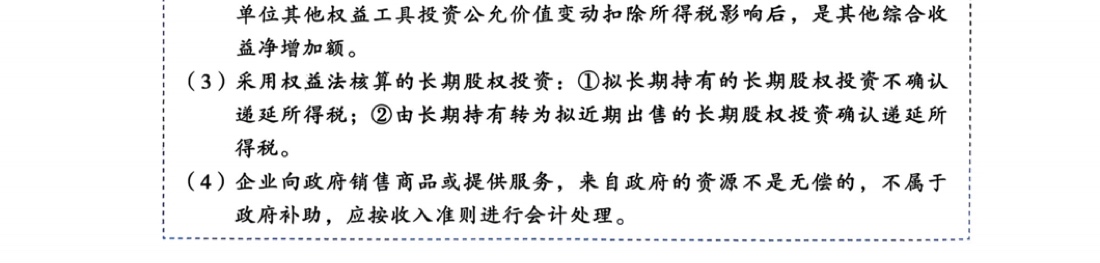 单位其他权益工具投资公允价值变动扣除所得税影响后，是其他综合收
益净增加额。
（3）采用权益法核算的长期股权投资：①拟长期持有的长期股权投资不确认
递延所得税；②由长期持有转为拟近期出售的长期股权投资确认递延所
得税。
（4）企业向政府销售商品或提供服务，来自政府的资源不是无偿的，不属于
政府补助，应按收入准则进行会计处理。